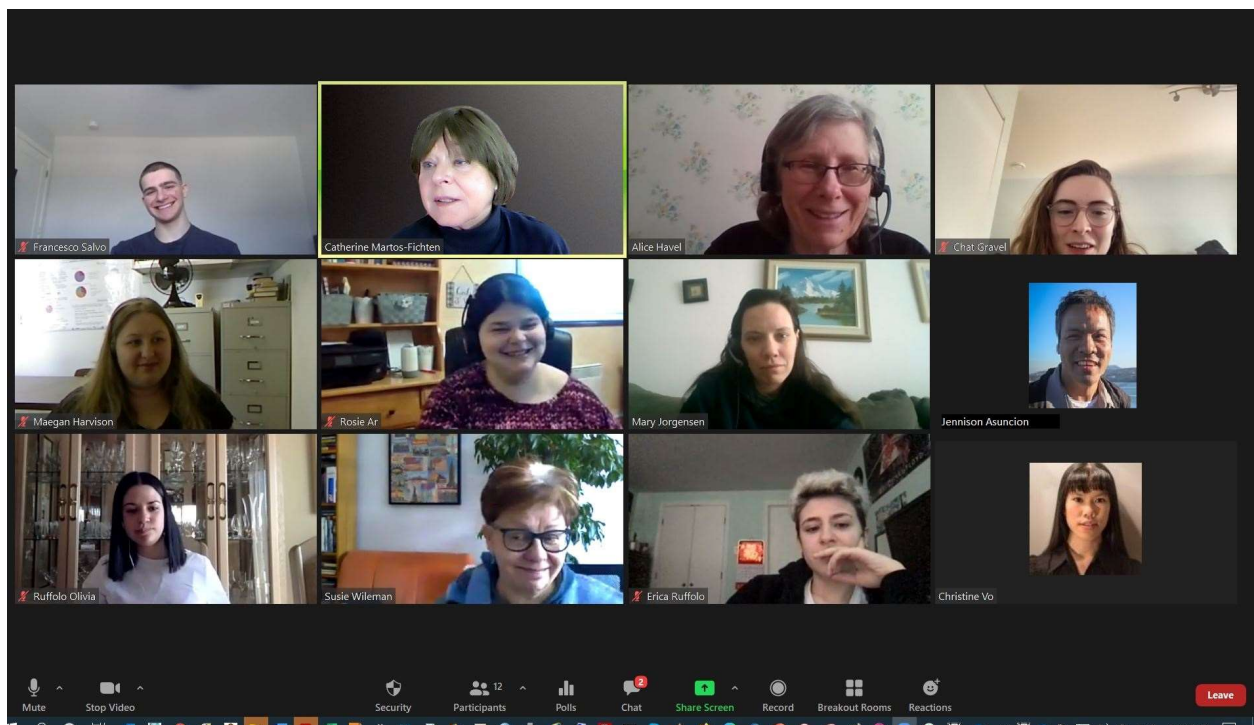 Francesco Salvo
Catherine Martos-Fichten
Alice Havel
Chat Gravel
Maegan Harvison
Rosie Ar
Mary Jorgensen
Jennison Asuncion
Ruffolo Olivia
Susie Wileman
Erica Ruffolo
Christine Vo
Mute
Stop Video
Security
Participants
12
Polls
Chat
2
Share Screen
Record
Breakout Rooms
Reactions
Leave